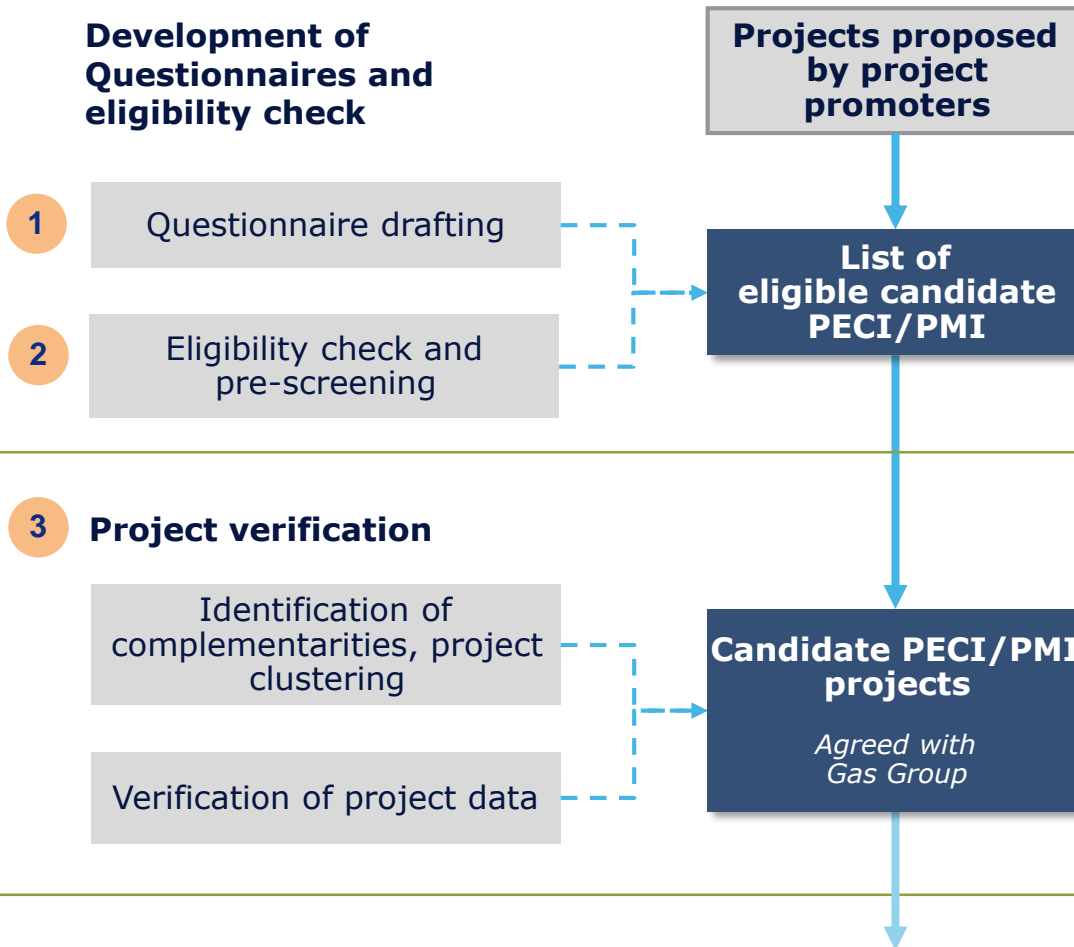 Development of
Questionnaires and
eligibility check
Projects proposed
by project
promoters
1
Questionnaire drafting
List of
eligible candidate
PECI/PMI
2
Eligibility check and
pre-screening
3
Project verification
Identification of
complementarities, project
clustering
Candidate PECI/PMI
projects
Agreed with
Gas Group
Verification of project data